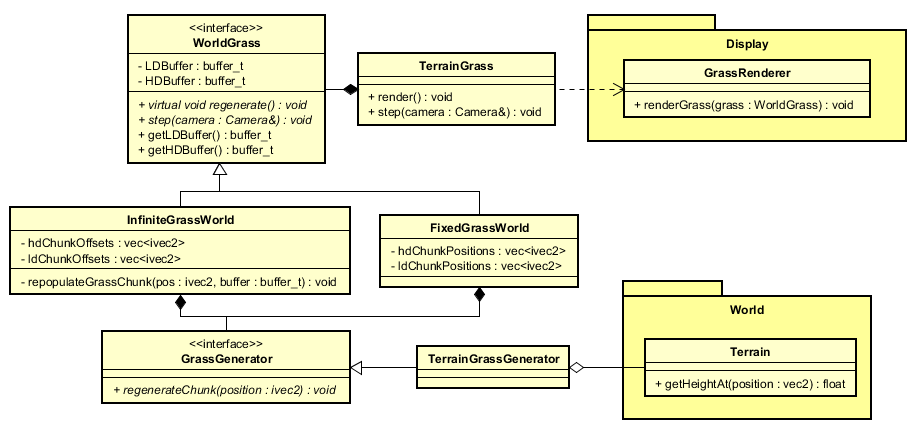 <<interface>>
WorldGrass
- LDBuffer : buffer_t
- HDBuffer : buffer_t
+ virtual void regenerate() : void
+ step(camera : Camera&) : void
+ getLDBuffer() : buffer_t
+ getHDBuffer() : buffer_t
TerrainGrass
+ render() : void
+ step(camera : Camera&) : void
Display
GrassRenderer
+ renderGrass(grass : WorldGrass) : void
InfiniteGrassWorld
- hdChunkOffsets : vec<ivec2>
- ldChunkOffsets : vec<ivec2>
- repopulateGrassChunk(pos : ivec2, buffer : buffer_t) : void
FixedGrassWorld
- hdChunkPositions : vec<ivec2>
- ldChunkPositions : vec<ivec2>
<<interface>>
GrassGenerator
+ regenerateChunk(position : ivec2) : void
TerrainGrassGenerator
World
Terrain
+ getHeightAt(position : vec2) : float